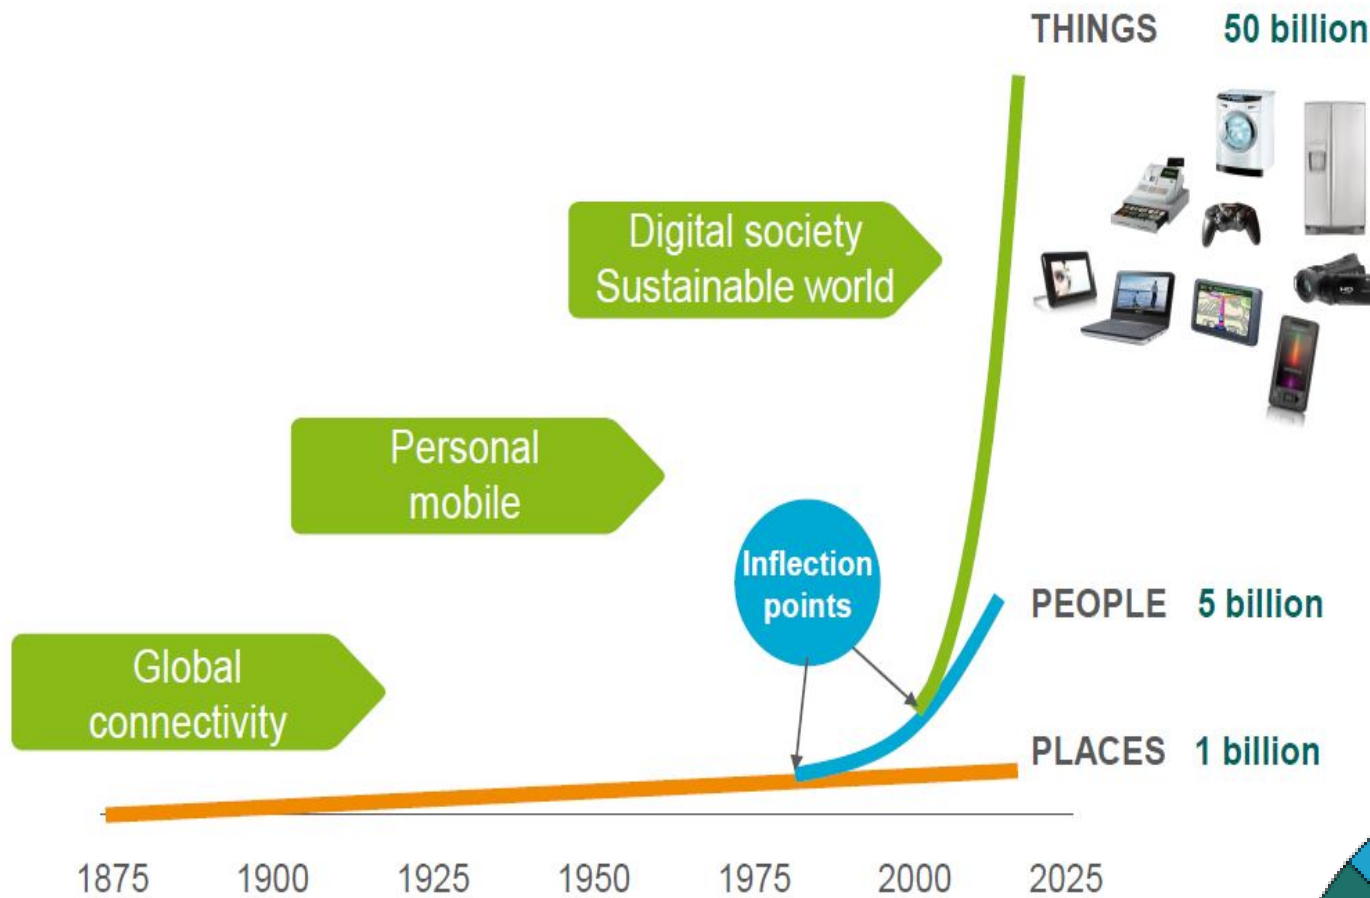 THINGS 50 billion
Digital society
Sustainable world
Personal
mobile
Inflection
points
PEOPLE 5 billion
Global
connectivity
PLACES 1 billion
1875 1900 1925 1950 1975 2000 2025
HD